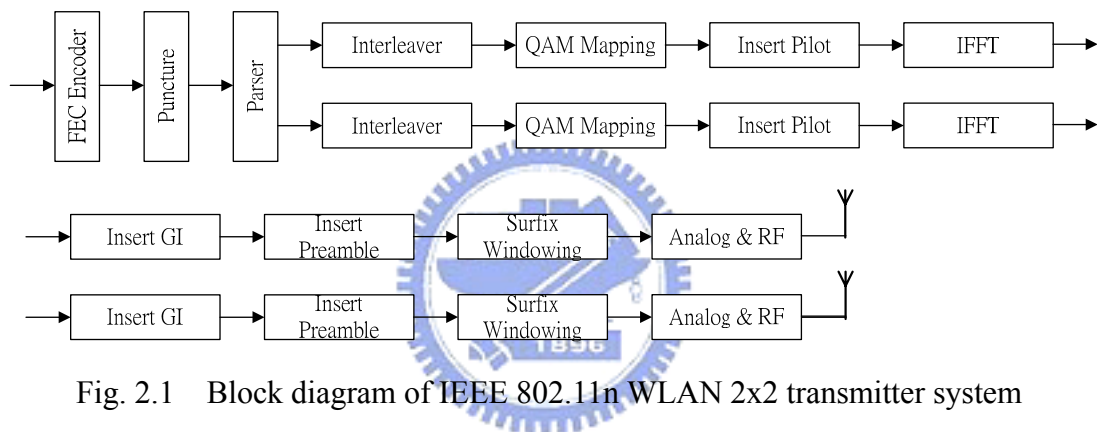 FEC Encoder
Puncture
Parser
Interleaver
QAM Mapping
Insert Pilot
IFFT
Interleaver
QAM Mapping
Insert Pilot
IFFT
Insert GI
Insert
Preamble
Surfix
Windowing
Analog & RF
Insert GI
Insert
Preamble
Surfix
Windowing
Analog & RF
1896
Fig. 2.1 Block diagram of IEEE 802.11n WLAN 2x2 transmitter system